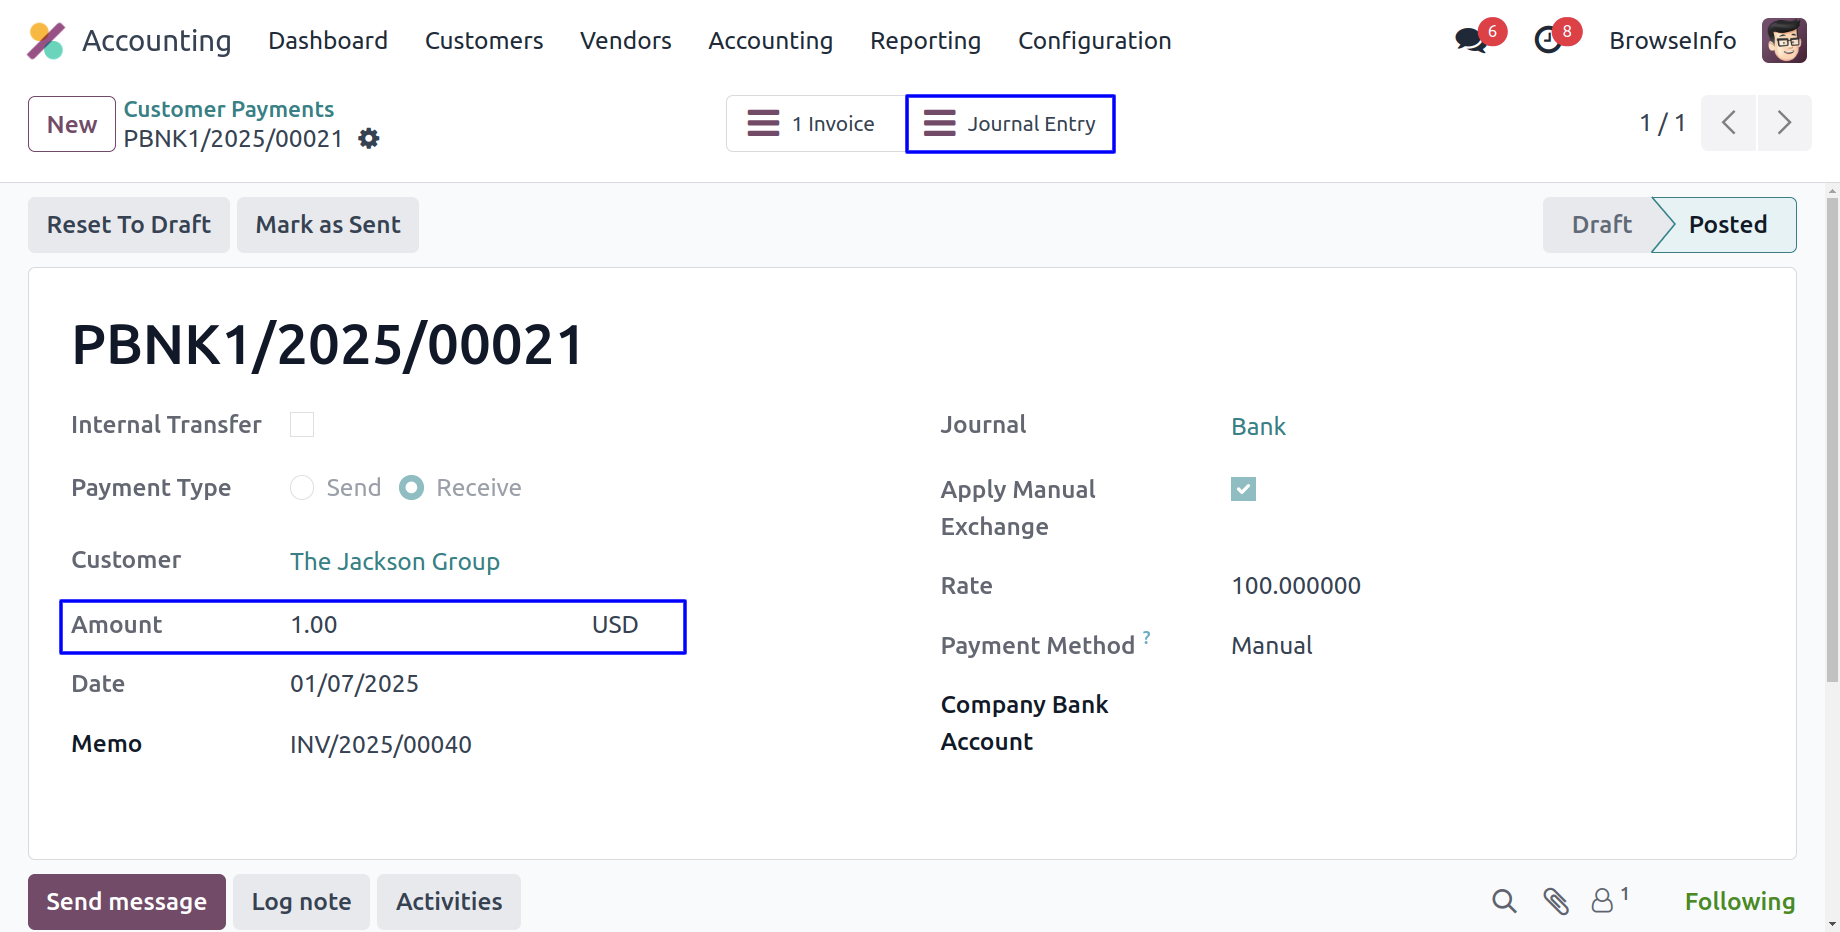 Accounting Dashboard Customers Vendors Accounting Reporting Configuration 6 8 BrowseInfo
New Customer Payments
PBNK1/2025/00021
1 Invoice Journal Entry 1 / 1
Reset To Draft Mark as Sent Draft Posted
PBNK1/2025/00021
Internal Transfer
Payment Type Send Receive
Customer The Jackson Group
Amount 1.00 USD
Date 01/07/2025
Memo INV/2025/00040
Journal Bank
Apply Manual
Exchange
Rate 100.000000
Payment Method ? Manual
Company Bank
Account
Send message Log note Activities 1 Following